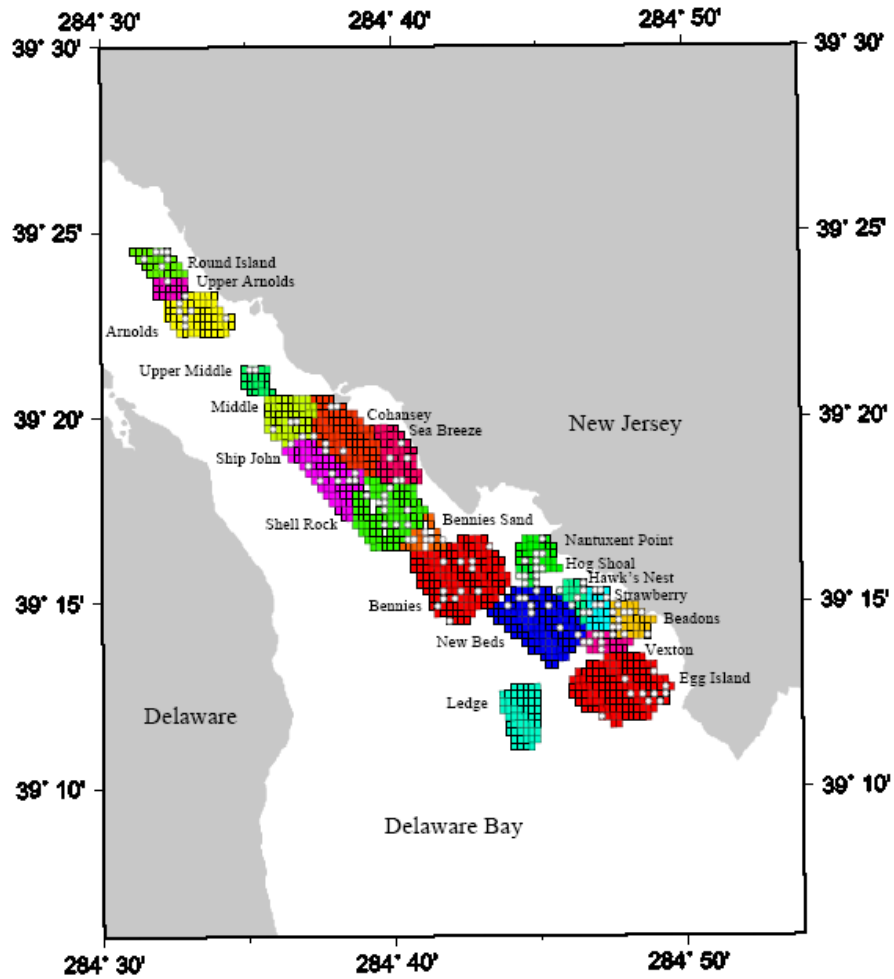 284° 30' 284° 40' 284° 50'
39° 30' 39° 30'
39° 25' 39° 25'
Round Island
Upper Arnolds
Arnolds
Upper Middle
Middle
39° 20' Cohansey 39° 20'
Sea Breeze
New Jersey
Ship John
Shell Rock
Bennies Sand
Nantuxent Point
Hog Shoal
Hawk's Nest
39° 15' Strawberry 39° 15'
Bennies
Beadons
New Beds
Vexton
Egg Island
Ledge
Delaware
39° 10' 39° 10'
Delaware Bay
284° 30' 284° 40' 284° 50'